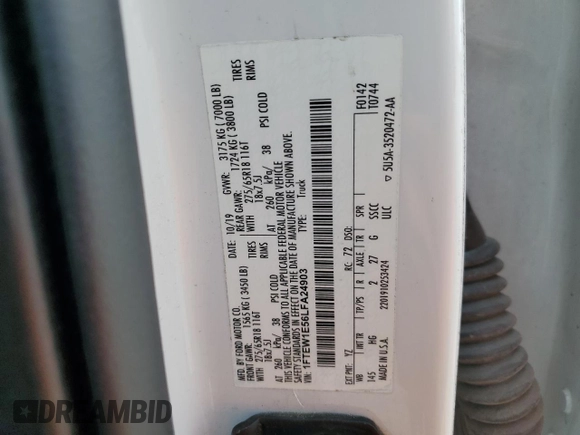 MFD. BY FORD MOTOR CO.
DATE: 10/19 GVWR: 3175 KG ( 7000 LB)
FRONT GAWR: 1565 KG ( 3450 LB) REAR GAWR: 1724 KG ( 3800 LB)
WITH 275/65R18 116T TIRES WITH 275/65R18 116T TIRES
18x7.5J RIMS 18x7.5J RIMS
AT 260 kPa/ 38 PSI COLD AT 260 kPa/ 38 PSI COLD
THIS VEHICLE CONFORMS TO ALL APPLICABLE FEDERAL MOTOR VEHICLE
SAFETY STANDARDS IN EFFECT ON THE DATE OF MANUFACTURE SHOWN ABOVE.
VIN: 1FTEW1E56LFA24903
TYPE: Truck
F0142
T0744
EXT PNT: YZ RC: 72 DSO:
WB INT TR TP/PS R AXLE TR SPR
145 HG 2 27 G SSCC
ULC
MADE IN U.S.A.
22019102S3424
▽ 5U5A-3520472-AA
DREAMBID